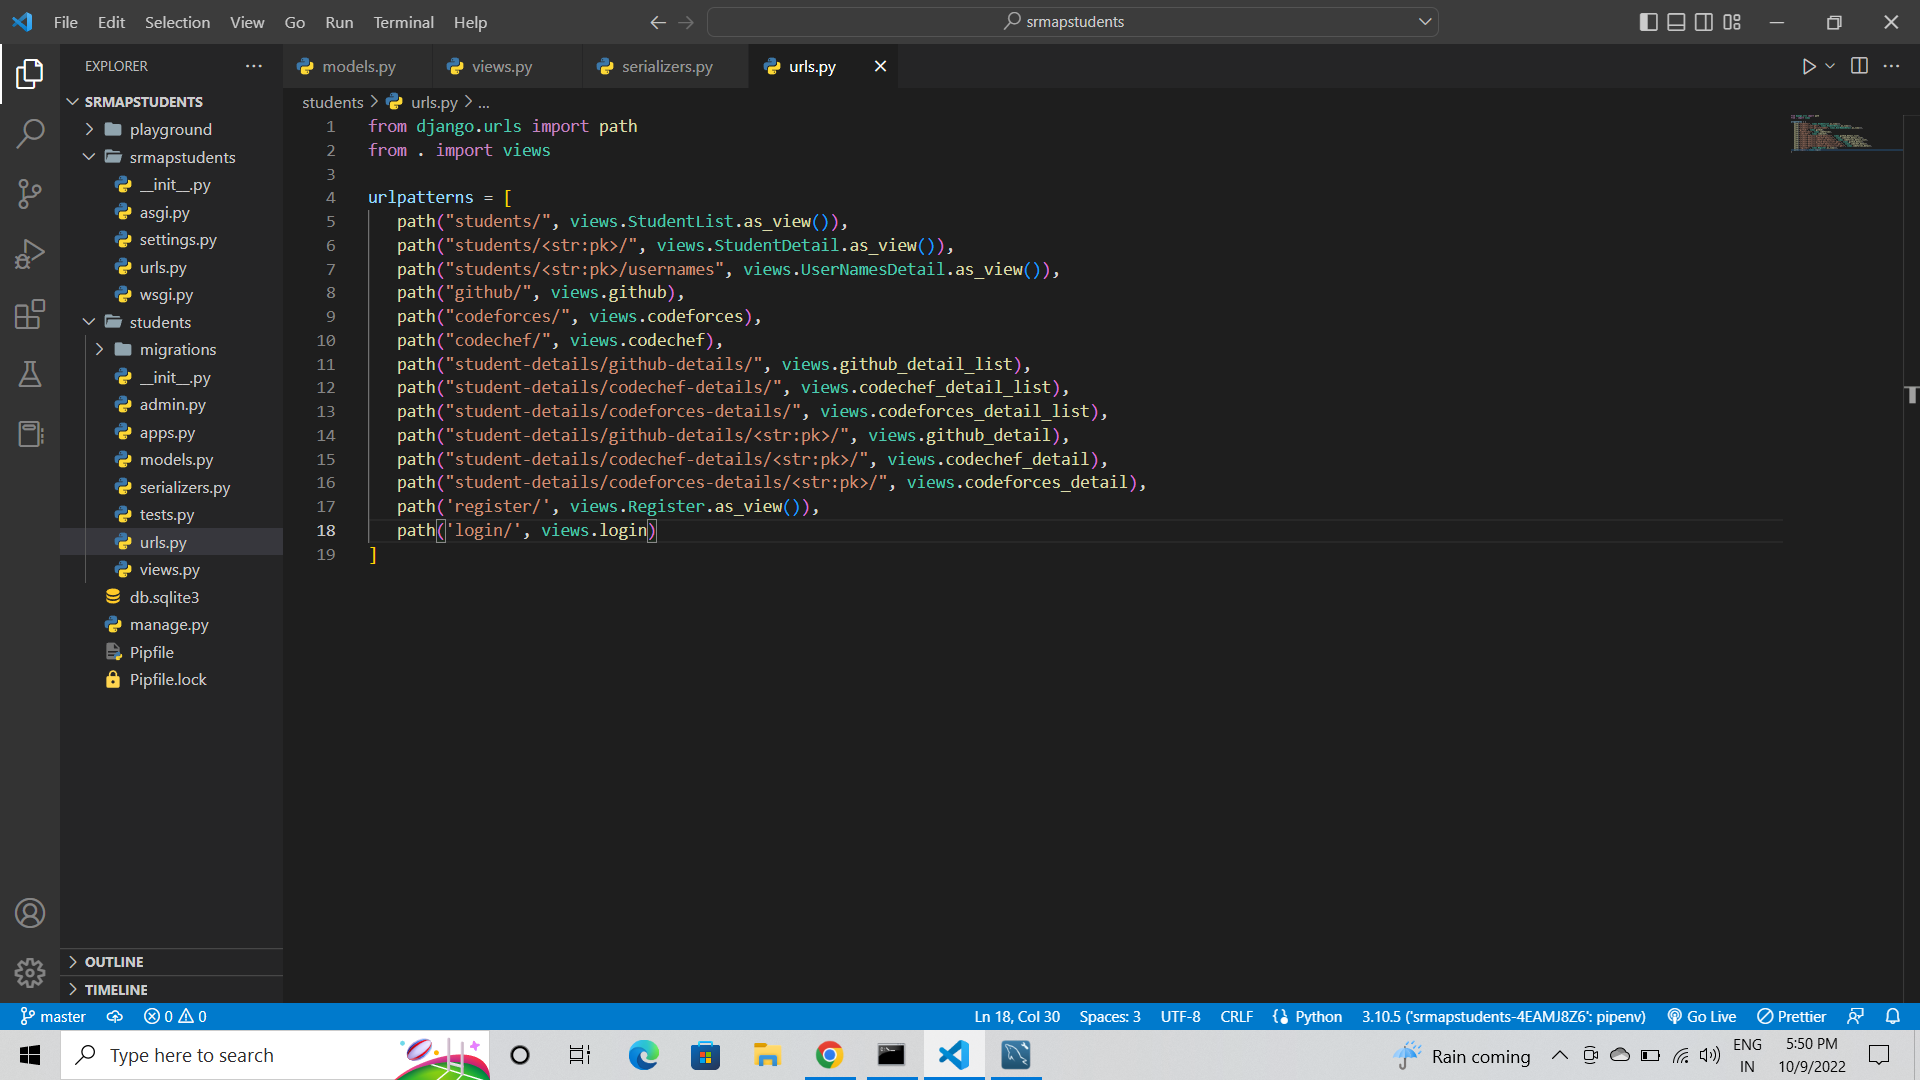 File Edit Selection View Go Run Terminal Help
srmapstudents
EXPLORER
SRMAPSTUDENTS
playground
srmapstudents
__init__.py
asgi.py
settings.py
urls.py
wsgi.py
students
migrations
__init__.py
admin.py
apps.py
models.py
serializers.py
tests.py
urls.py
views.py
db.sqlite3
manage.py
Pipfile
Pipfile.lock
OUTLINE
TIMELINE
models.py views.py serializers.py urls.py
students > urls.py > ...
1 from django.urls import path
2 from . import views
3
4 urlpatterns = [
5 path("students/", views.StudentList.as_view()),
6 path("students/<str:pk>/", views.StudentDetail.as_view()),
7 path("students/<str:pk>/usernames", views.UserNamesDetail.as_view()),
8 path("github/", views.github),
9 path("codeforces/", views.codeforces),
10 path("codechef/", views.codechef),
11 path("student-details/github-details/", views.github_detail_list),
12 path("student-details/codechef-details/", views.codechef_detail_list),
13 path("student-details/codeforces-details/", views.codeforces_detail_list),
14 path("student-details/github-details/<str:pk>/", views.github_detail),
15 path("student-details/codechef-details/<str:pk>/", views.codechef_detail),
16 path("student-details/codeforces-details/<str:pk>/", views.codeforces_detail),
17 path('register/', views.Register.as_view()),
18 path('login/', views.login)
19 ]
master 0 0 Ln 18, Col 30 Spaces: 3 UTF-8 CRLF Python 3.10.5 ('srmapstudents-4EAMJ8Z6': pipenv) Go Live Prettier
Type here to search
Rain coming
ENG
IN
5:50 PM
10/9/2022